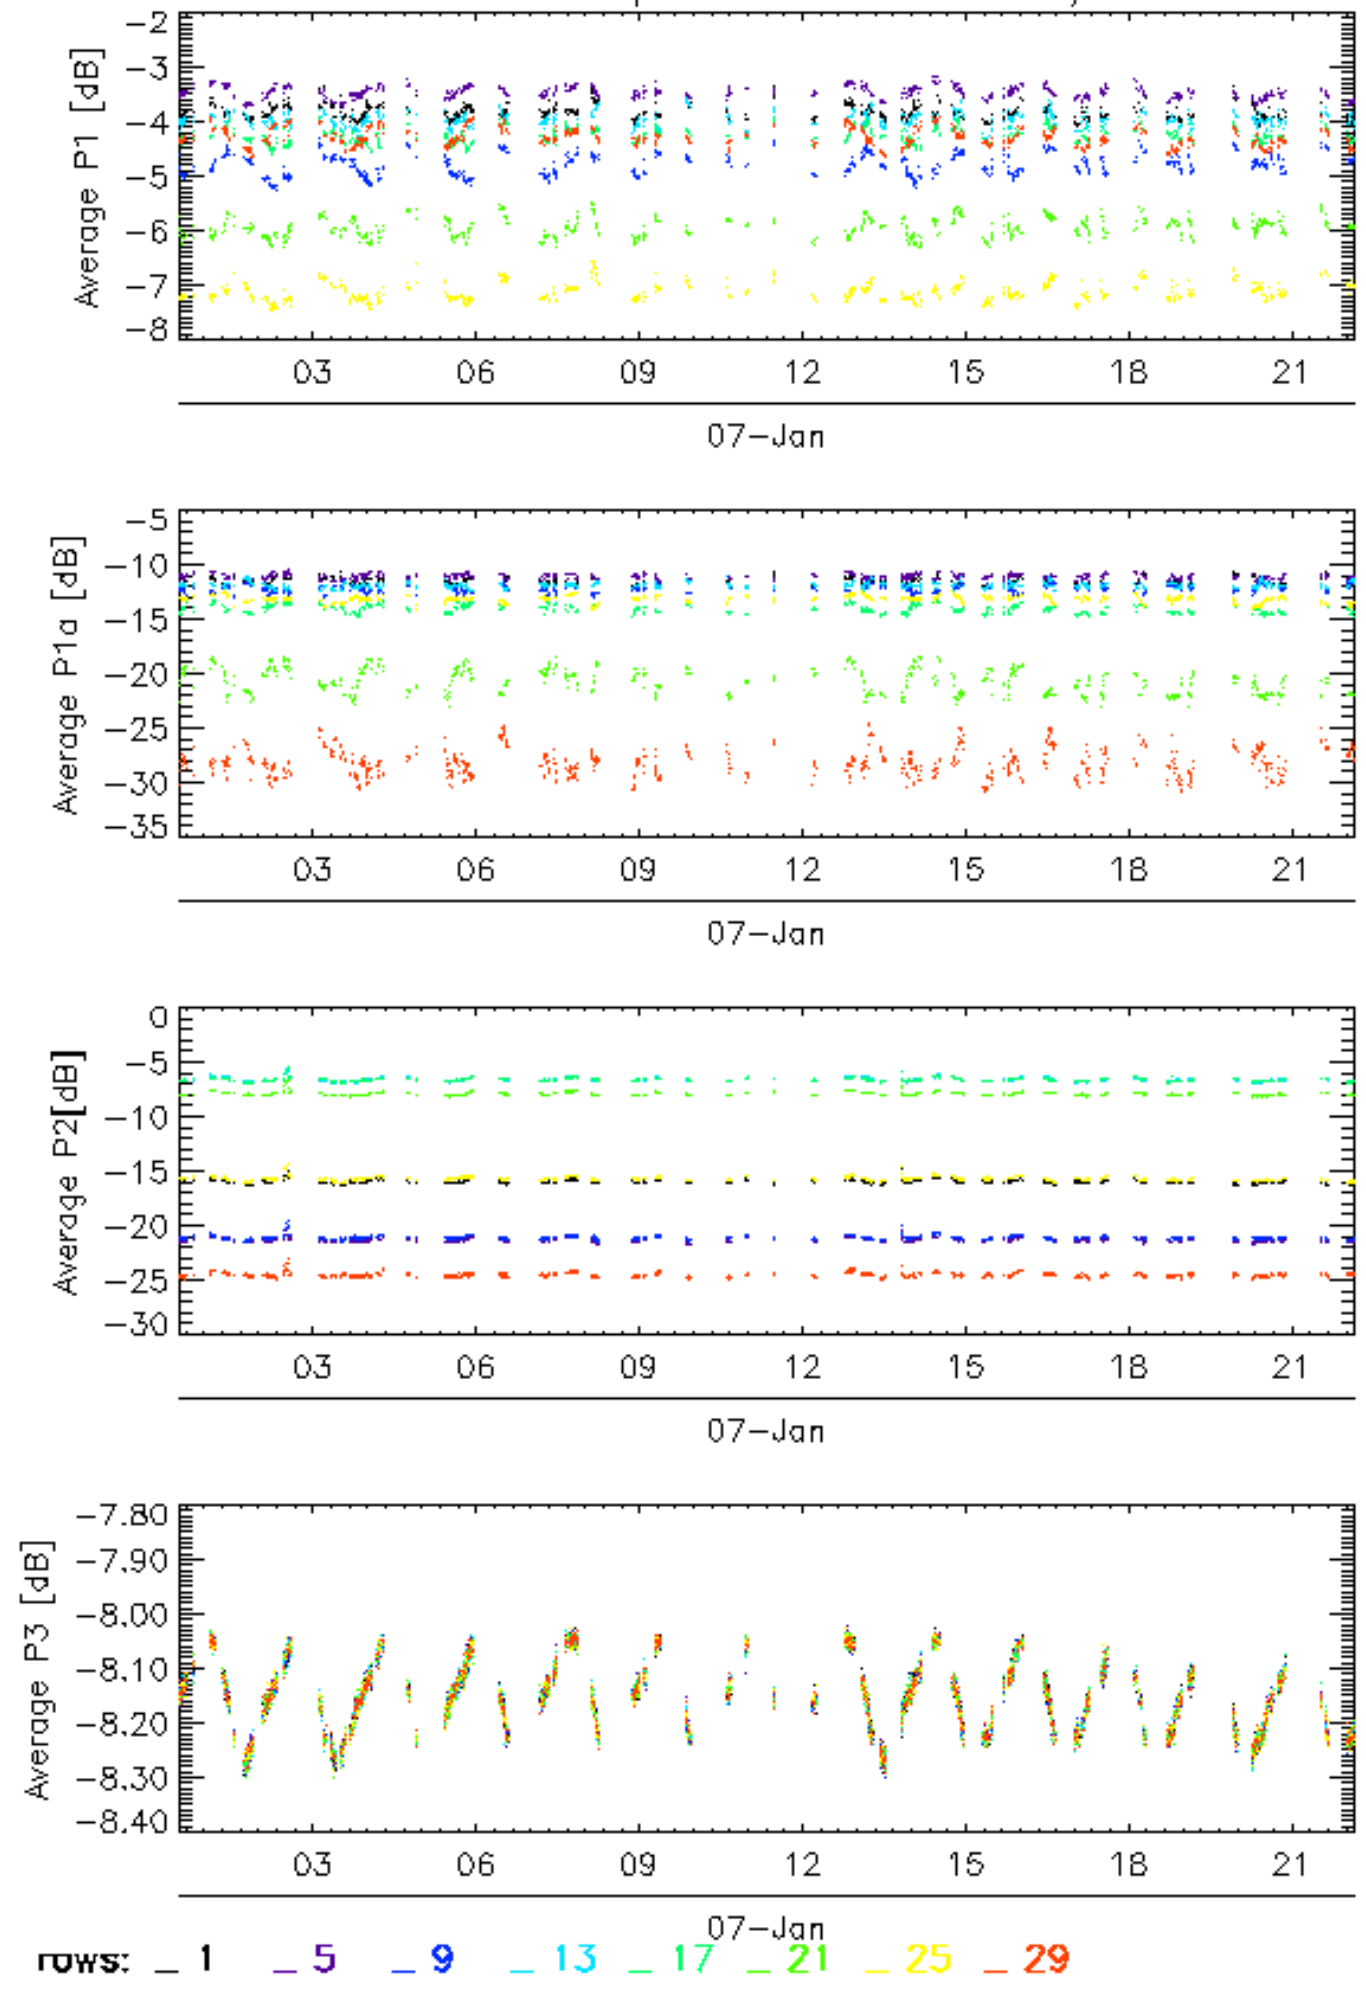 Average P1 [dB]
-2
-3
-4
-5
-6
-7
-8
03 06 09 12 15 18 21
07-Jan
Average P1a [dB]
-5
-10
-15
-20
-25
-30
-35
03 06 09 12 15 18 21
07-Jan
Average P2[dB]
0
-5
-10
-15
-20
-25
-30
03 06 09 12 15 18 21
07-Jan
Average P3 [dB]
-7.80
-7.90
-8.00
-8.10
-8.20
-8.30
-8.40
03 06 09 12 15 18 21
07-Jan
rows: _ 1 _ 5 _ 9 _ 13 _ 17 _ 21 _ 25 _ 29